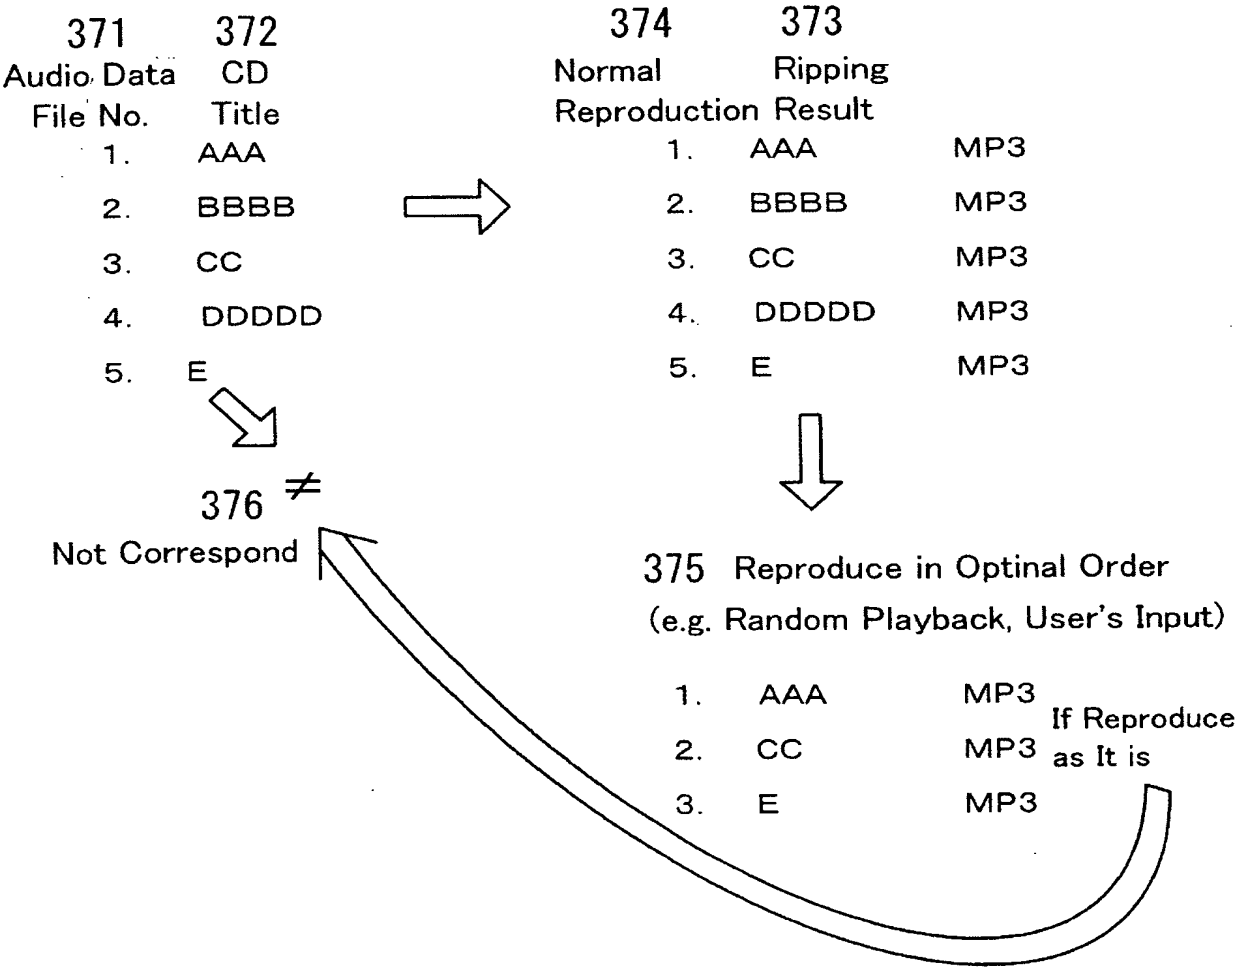 371 372
Audio Data CD
File No. Title
1. AAA
2. BBBB
3. CC
4. DDDDD
5. E
376 ≠
Not Correspond
374 373
Normal Ripping
Reproduction Result
1. AAA MP3
2. BBBB MP3
3. CC MP3
4. DDDDD MP3
5. E MP3
375 Reproduce in Optinal Order
(e.g. Random Playback, User's Input)
1. AAA MP3
2. CC MP3
3. E MP3
If Reproduce
as It is